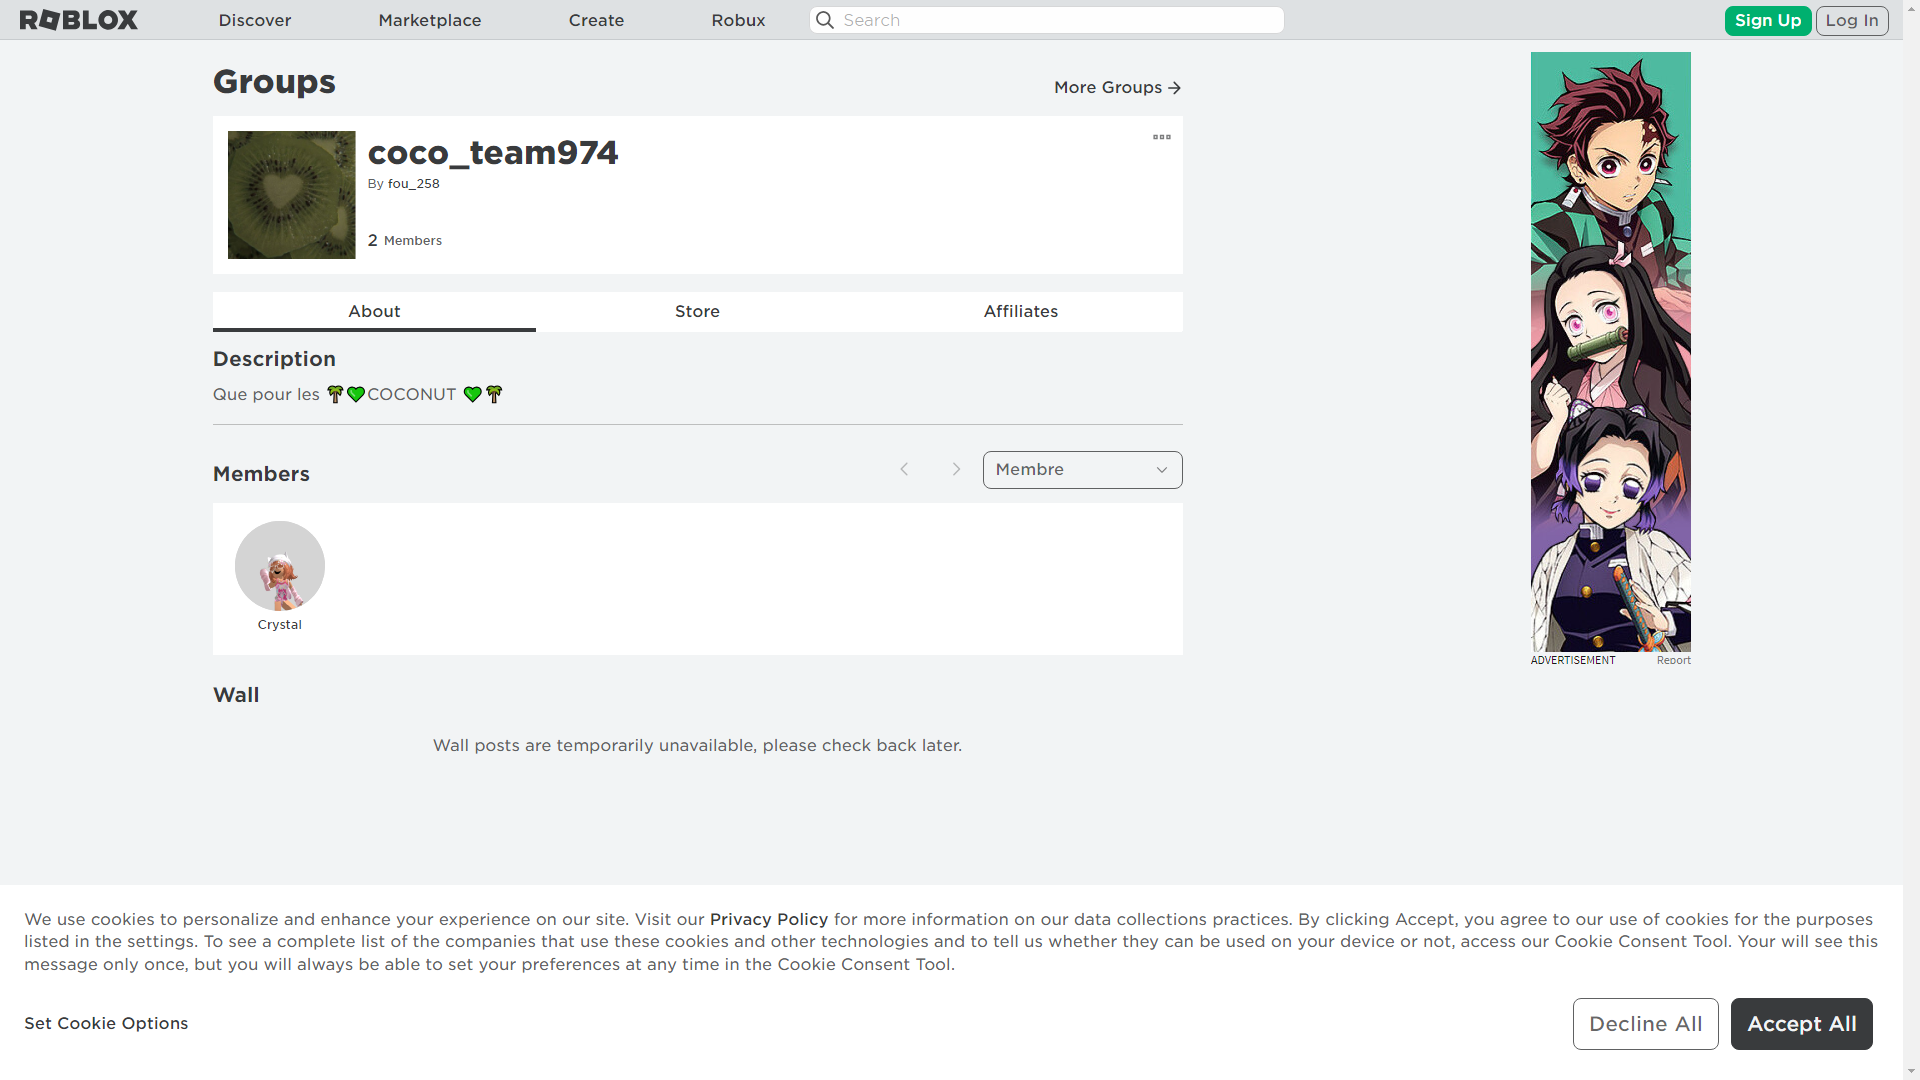 ROBLOX
Discover
Marketplace
Create
Robux
Search
Sign Up
Log In
Groups
More Groups
coco_team974
By fou_258
2 Members
About
Store
Affiliates
Description
Que pour les 🌴💚COCONUT 💚🌴
Members
Membre
Crystal
ADVERTISEMENT
Report
Wall
Wall posts are temporarily unavailable, please check back later.
We use cookies to personalize and enhance your experience on our site. Visit our Privacy Policy for more information on our data collections practices. By clicking Accept, you agree to our use of cookies for the purposes
listed in the settings. To see a complete list of the companies that use these cookies and other technologies and to tell us whether they can be used on your device or not, access our Cookie Consent Tool. Your will see this
message only once, but you will always be able to set your preferences at any time in the Cookie Consent Tool.
Set Cookie Options
Decline All
Accept All